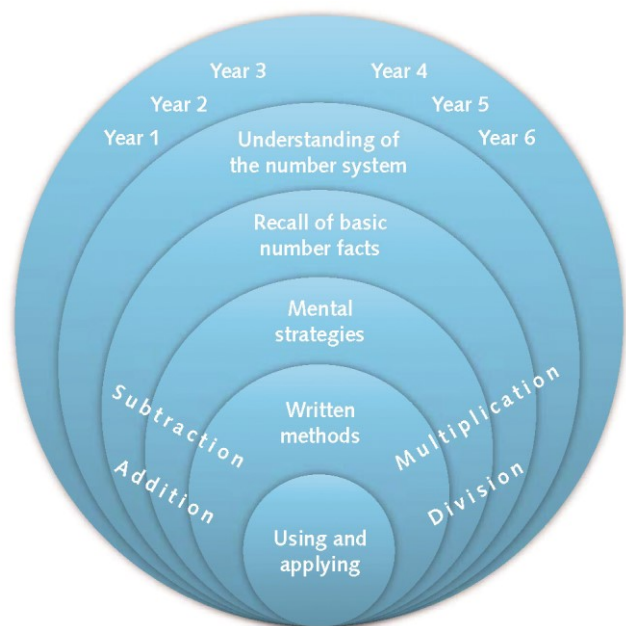 Year 3
Year 4
Year 2
Year 5
Year 1
Year 6
Understanding of
the number system
Recall of basic
number facts
Mental
strategies
Subtraction
Multiplication
Written
methods
Addition
Division
Using and
applying